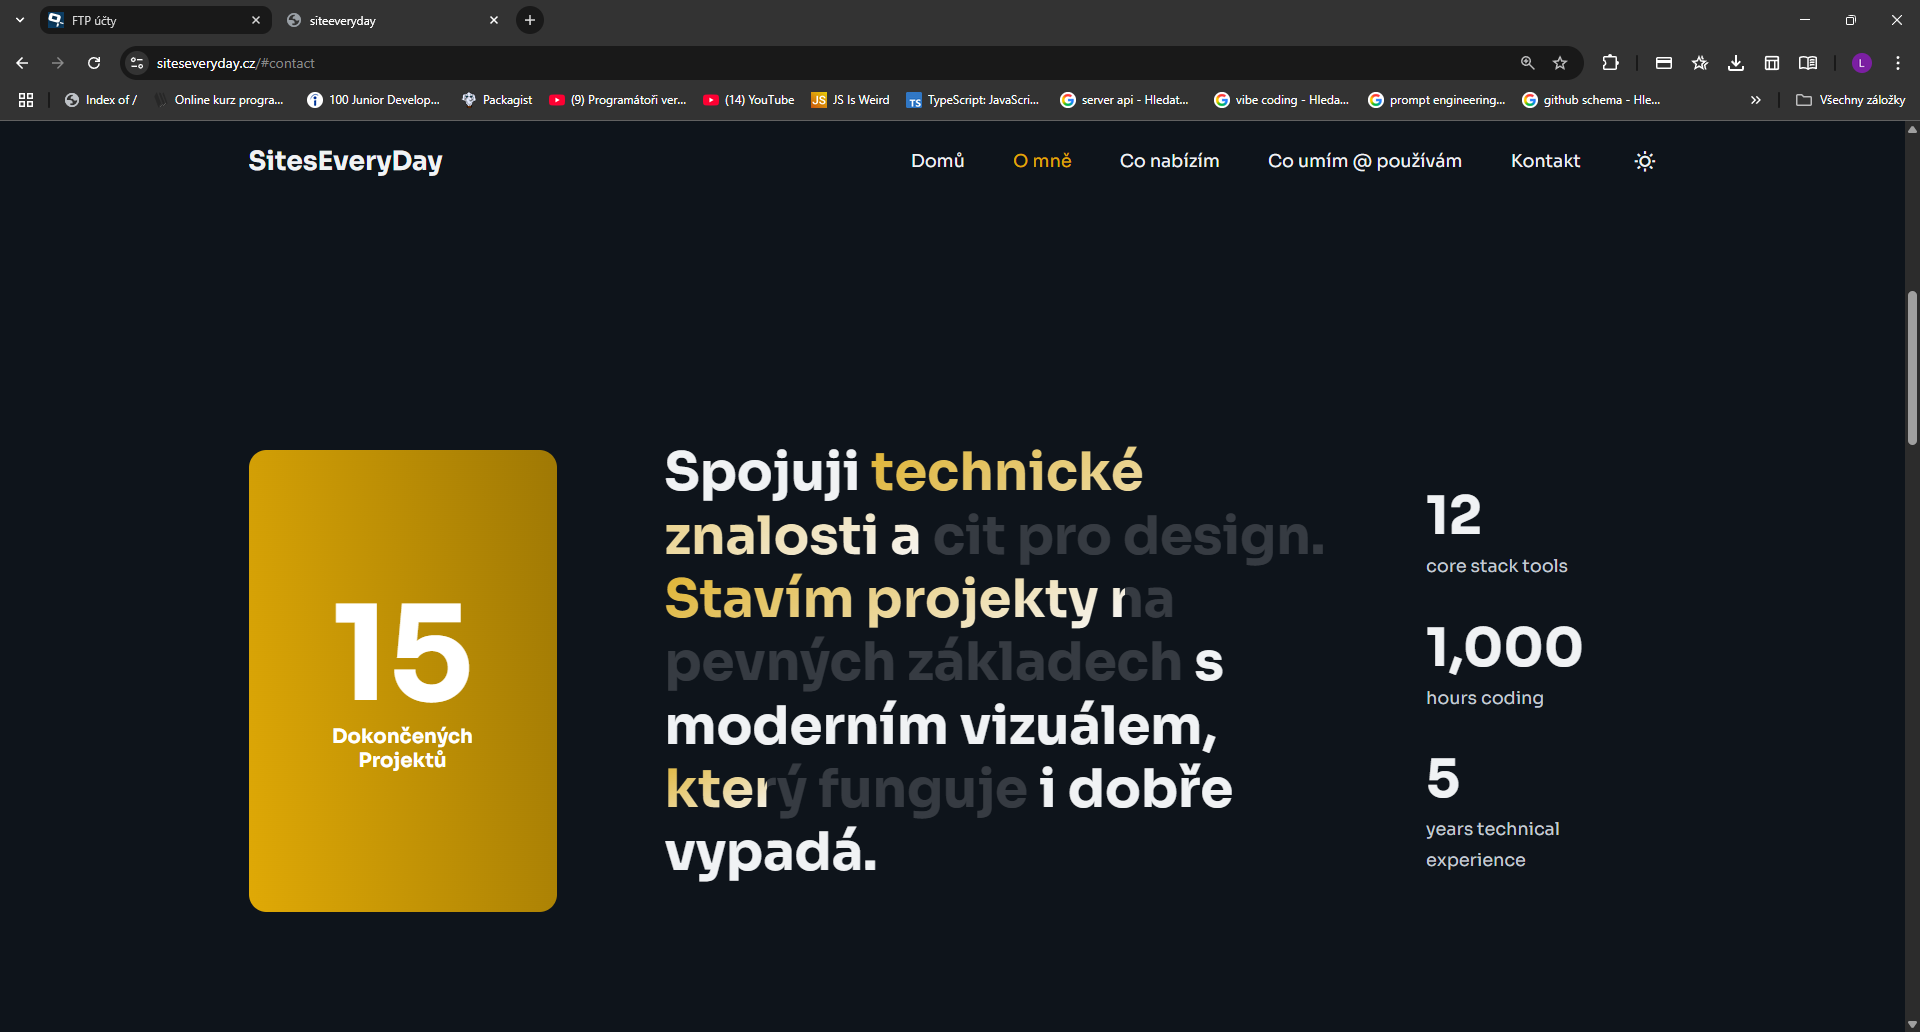 FTP účty
siteeveryday
siteseveryday.cz/#contact
Index of /
Online kurz progra...
100 Junior Develop...
Packagist
(9) Programátoři ver...
(14) YouTube
JS Is Weird
TypeScript: JavaScri...
server api - Hledat...
vibe coding - Hleda...
prompt engineering...
github schema - Hle...
Všechny záložky
SitesEveryDay
Domů
O mně
Co nabízím
Co umím @ používám
Kontakt
15
Dokončených
Projektů
Spojuji technické
znalosti a cit pro design.
Stavím projekty na
pevných základech s
moderním vizuálem,
který funguje i dobře
vypadá.
12
core stack tools
1,000
hours coding
5
years technical
experience